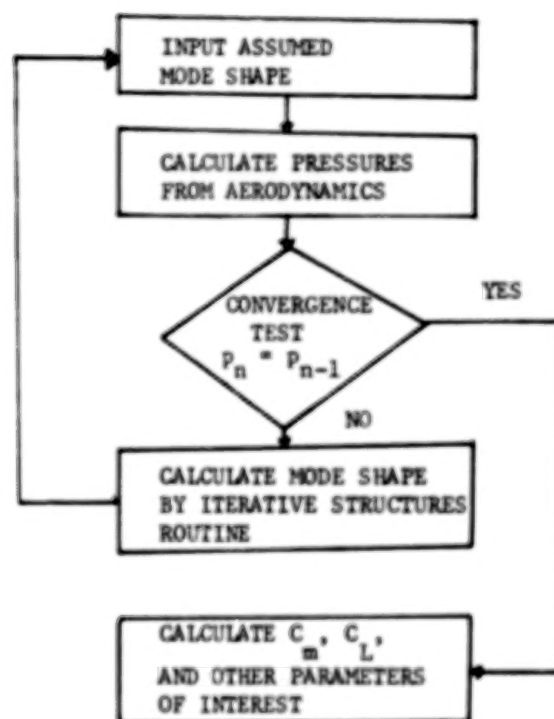 INPUT ASSUMED
MODE SHAPE
CALCULATE PRESSURES
FROM AERODYNAMICS
CONVERGENCE
TEST
p_n = p_{n-1}
YES
NO
CALCULATE MODE SHAPE
BY ITERATIVE STRUCTURES
ROUTINE
CALCULATE C_m, C_L,
AND OTHER PARAMETERS
OF INTEREST